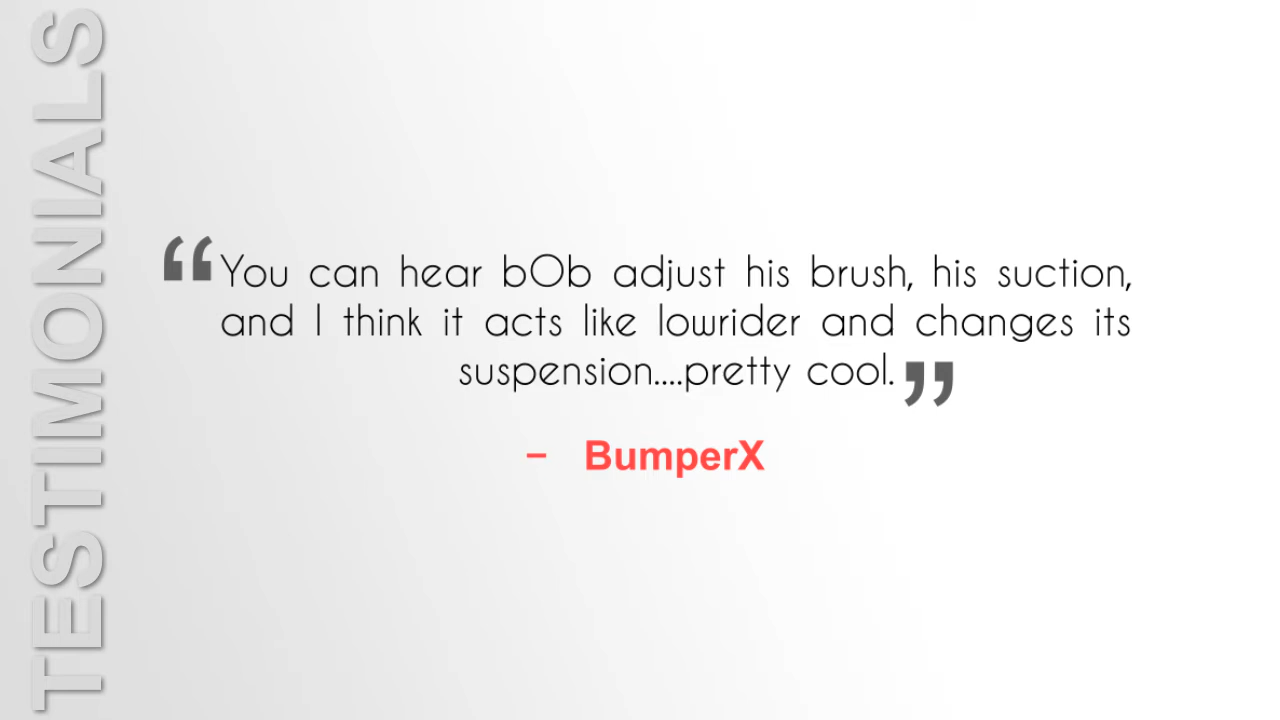 TESTIMONIALS
“You can hear bOb adjust his brush, his suction,
and I think it acts like lowrider and changes its
suspension....pretty cool.”
– BumperX